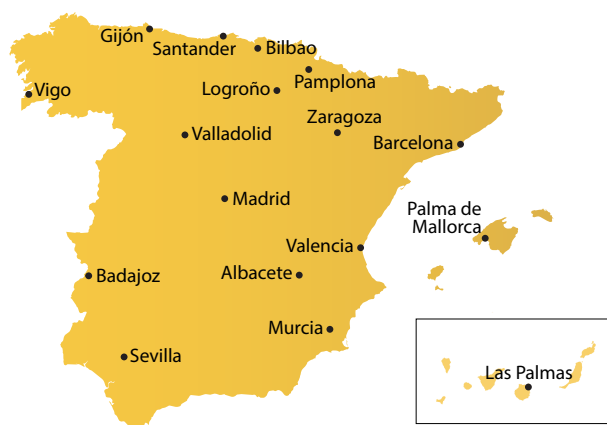 Gijón
Santander
Bilbao
Pamplona
Vigo
Logroño
Zaragoza
Valladolid
Barcelona
Madrid
Palma de
Mallorca
Valencia
Badajoz
Albacete
Murcia
Sevilla
Las Palmas